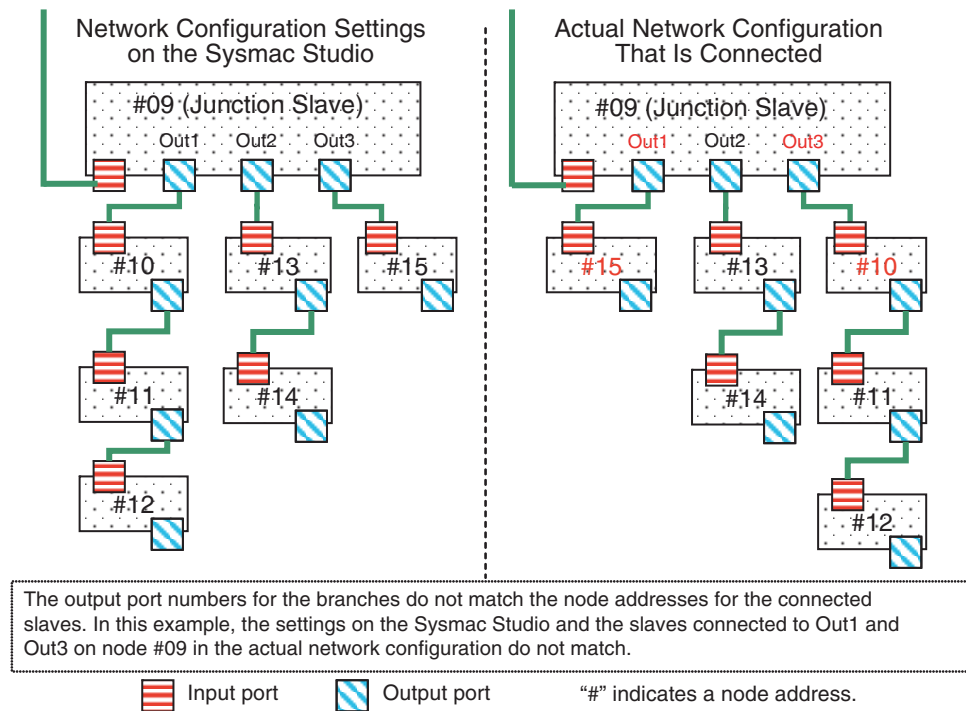 Network Configuration Settings
on the Sysmac Studio
#09 (Junction Slave)
Out1 Out2 Out3
#10 #13 #15
#11 #14
#12
Actual Network Configuration
That Is Connected
#09 (Junction Slave)
Out1 Out2 Out3
#15 #13 #10
#14 #11
#12
The output port numbers for the branches do not match the node addresses for the connected
slaves. In this example, the settings on the Sysmac Studio and the slaves connected to Out1 and
Out3 on node #09 in the actual network configuration do not match.
Input port Output port “#” indicates a node address.